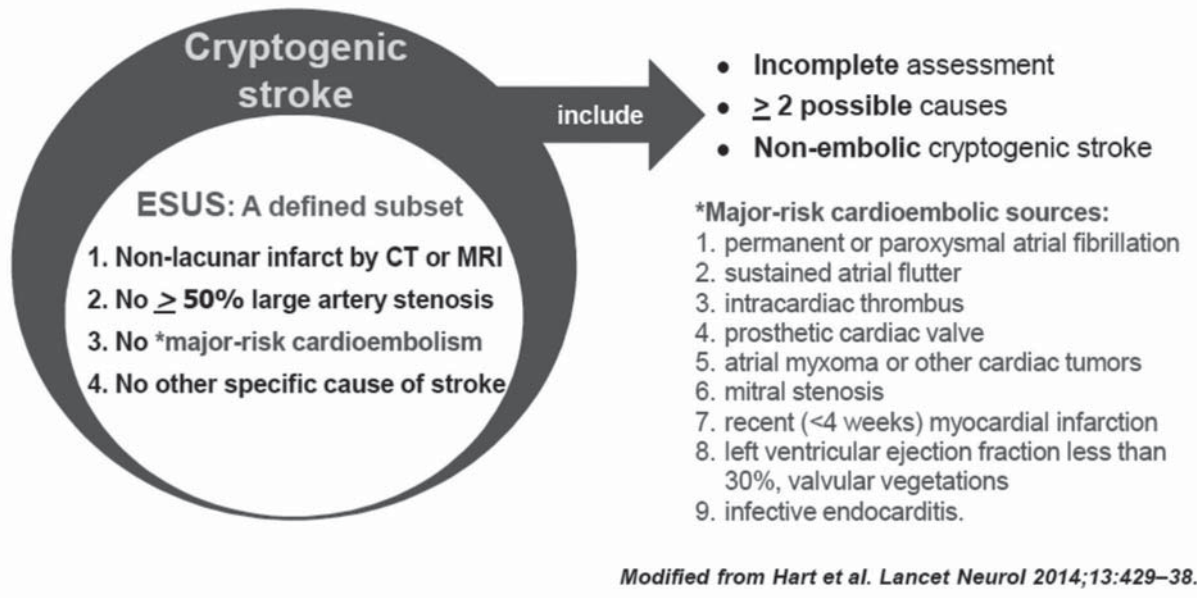 Cryptogenic
stroke
include
• Incomplete assessment
• ≥ 2 possible causes
• Non-embolic cryptogenic stroke
ESUS: A defined subset
1. Non-lacunar infarct by CT or MRI
2. No ≥ 50% large artery stenosis
3. No *major-risk cardioembolism
4. No other specific cause of stroke
*Major-risk cardioembolic sources:
1. permanent or paroxysmal atrial fibrillation
2. sustained atrial flutter
3. intracardiac thrombus
4. prosthetic cardiac valve
5. atrial myxoma or other cardiac tumors
6. mitral stenosis
7. recent (<4 weeks) myocardial infarction
8. left ventricular ejection fraction less than
30%, valvular vegetations
9. infective endocarditis.
Modified from Hart et al. Lancet Neurol 2014;13:429–38.